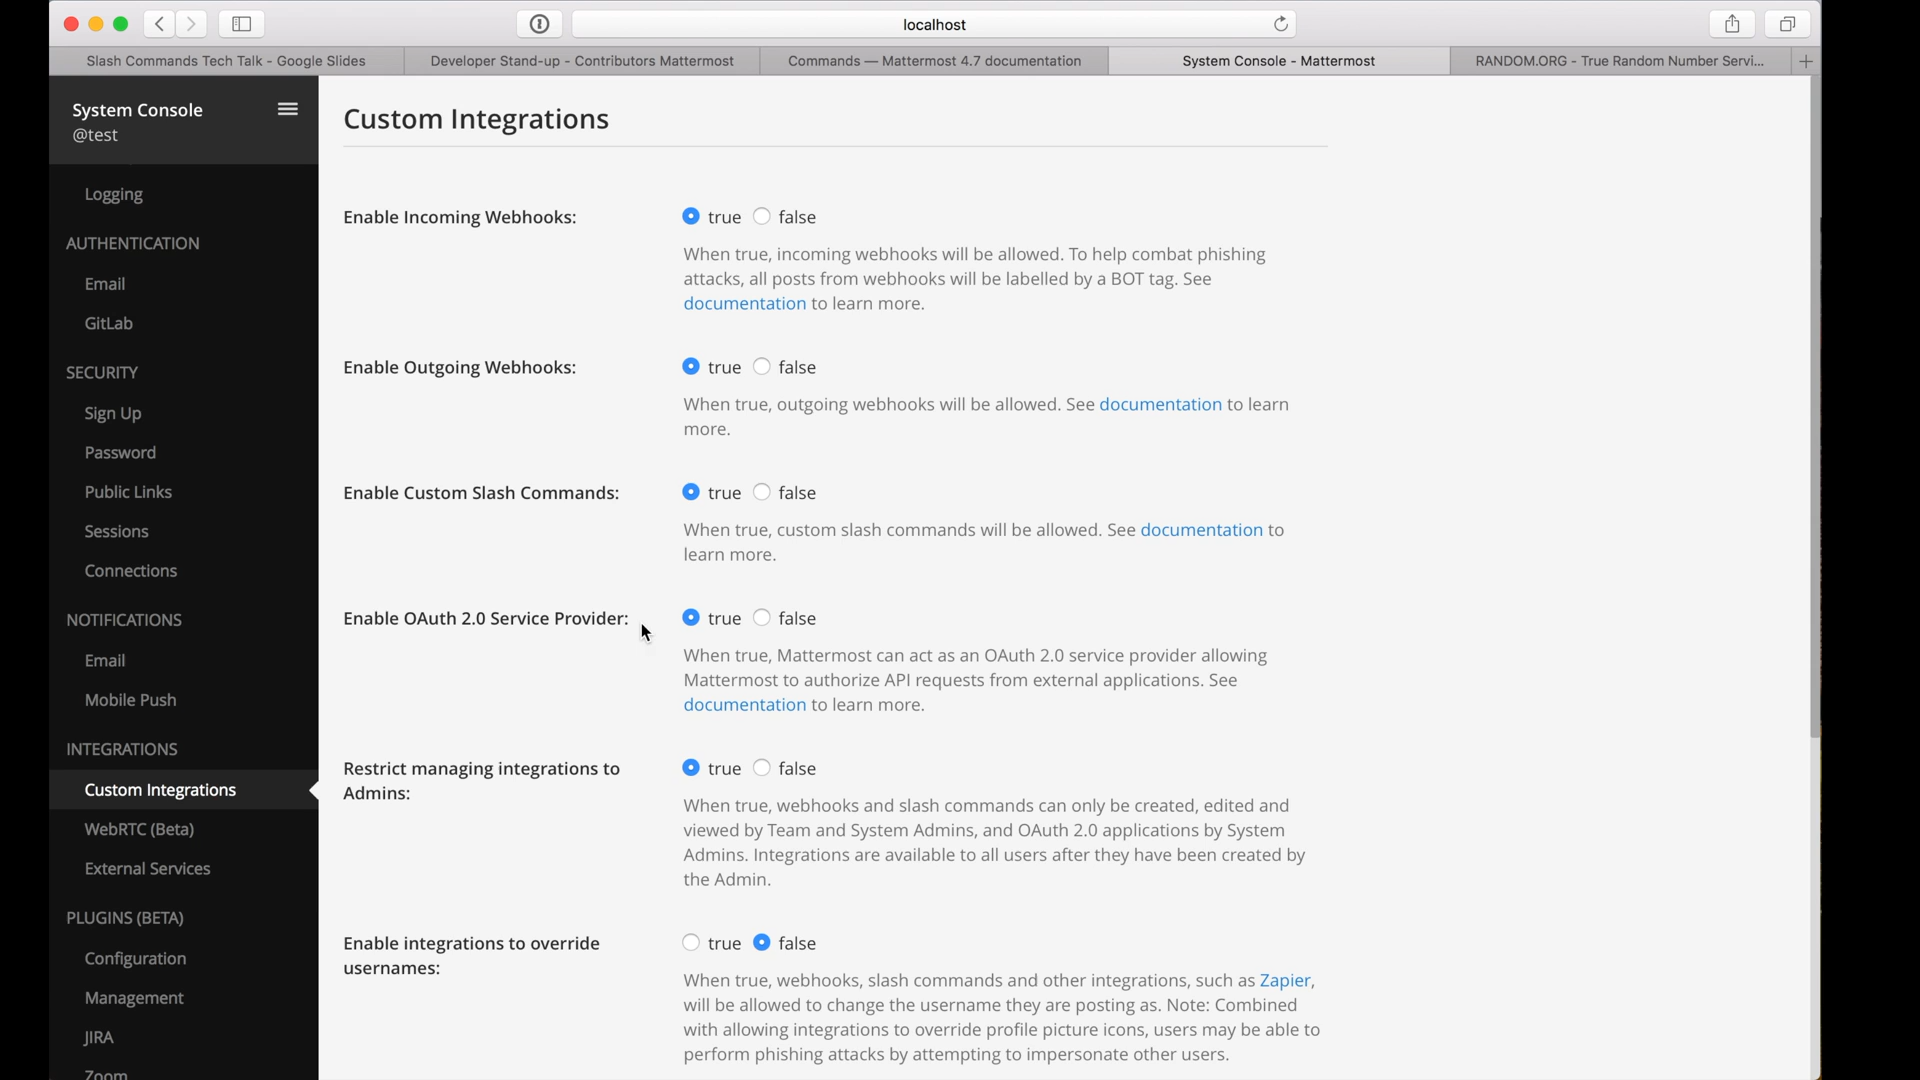 localhost
Slash Commands Tech Talk - Google Slides
Developer Stand-up - Contributors Mattermost
Commands — Mattermost 4.7 documentation
System Console - Mattermost
RANDOM.ORG - True Random Number Servi...
System Console
@test
Logging
AUTHENTICATION
Email
GitLab
SECURITY
Sign Up
Password
Public Links
Sessions
Connections
NOTIFICATIONS
Email
Mobile Push
INTEGRATIONS
Custom Integrations
WebRTC (Beta)
External Services
PLUGINS (BETA)
Configuration
Management
JIRA
Zoom
Custom Integrations
Enable Incoming Webhooks:
true false
When true, incoming webhooks will be allowed. To help combat phishing
attacks, all posts from webhooks will be labelled by a BOT tag. See
documentation to learn more.
Enable Outgoing Webhooks:
true false
When true, outgoing webhooks will be allowed. See documentation to learn
more.
Enable Custom Slash Commands:
true false
When true, custom slash commands will be allowed. See documentation to
learn more.
Enable OAuth 2.0 Service Provider:
true false
When true, Mattermost can act as an OAuth 2.0 service provider allowing
Mattermost to authorize API requests from external applications. See
documentation to learn more.
Restrict managing integrations to
Admins:
true false
When true, webhooks and slash commands can only be created, edited and
viewed by Team and System Admins, and OAuth 2.0 applications by System
Admins. Integrations are available to all users after they have been created by
the Admin.
Enable integrations to override
usernames:
true false
When true, webhooks, slash commands and other integrations, such as Zapier,
will be allowed to change the username they are posting as. Note: Combined
with allowing integrations to override profile picture icons, users may be able to
perform phishing attacks by attempting to impersonate other users.